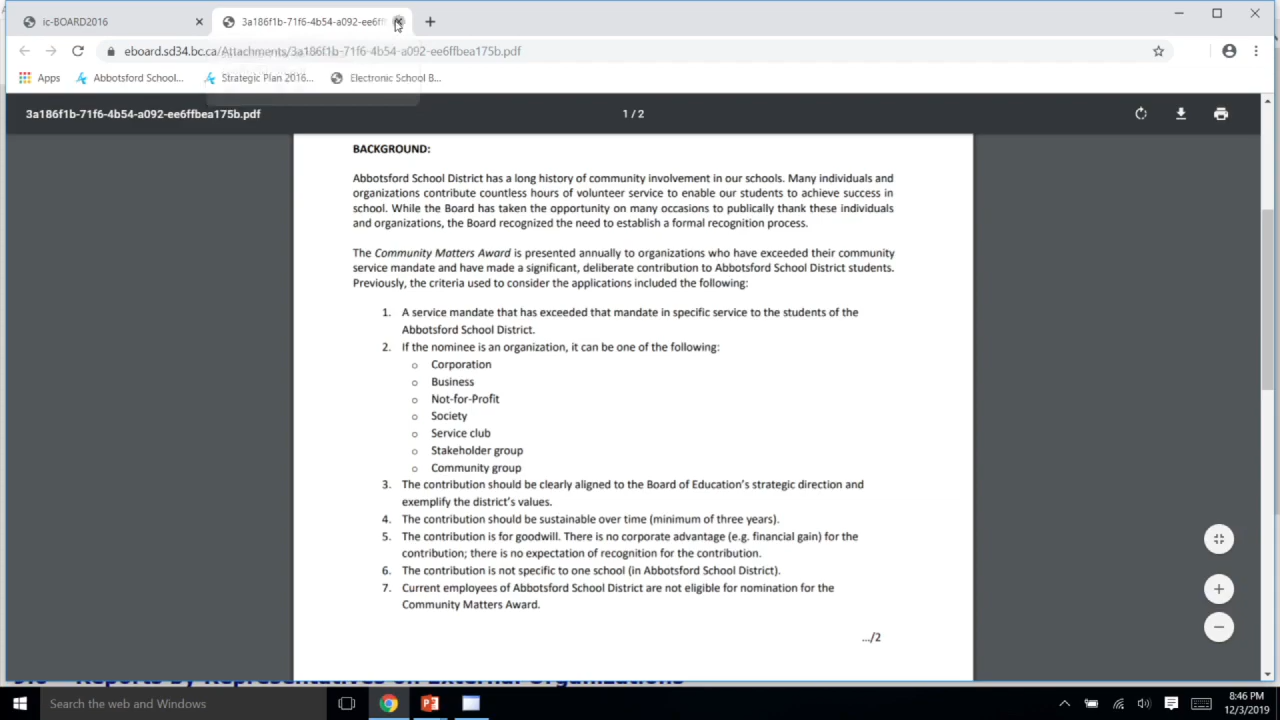 ic-BOARD2016
3a186f1b-71f6-4b54-a092-ee6ff
eboard.sd34.bc.ca/Attachments/3a186f1b-71f6-4b54-a092-ee6ffbea175b.pdf
Apps Abbotsford School... Strategic Plan 2016... Electronic School B...
3a186f1b-71f6-4b54-a092-ee6ffbea175b.pdf 1 / 2
BACKGROUND:
Abbotsford School District has a long history of community involvement in our schools. Many individuals and
organizations contribute countless hours of volunteer service to enable our students to achieve success in
school. While the Board has taken the opportunity on many occasions to publically thank these individuals
and organizations, the Board recognized the need to establish a formal recognition process.
The Community Matters Award is presented annually to organizations who have exceeded their community
service mandate and have made a significant, deliberate contribution to Abbotsford School District students.
Previously, the criteria used to consider the applications included the following:
1. A service mandate that has exceeded that mandate in specific service to the students of the
Abbotsford School District.
2. If the nominee is an organization, it can be one of the following:
o Corporation
o Business
o Not-for-Profit
o Society
o Service club
o Stakeholder group
o Community group
3. The contribution should be clearly aligned to the Board of Education's strategic direction and
exemplify the district's values.
4. The contribution should be sustainable over time (minimum of three years).
5. The contribution is for goodwill. There is no corporate advantage (e.g. financial gain) for the
contribution; there is no expectation of recognition for the contribution.
6. The contribution is not specific to one school (in Abbotsford School District).
7. Current employees of Abbotsford School District are not eligible for nomination for the
Community Matters Award.
.../2
Reports by Representatives on External Organizations
Search the web and Windows
8:46 PM
12/3/2019